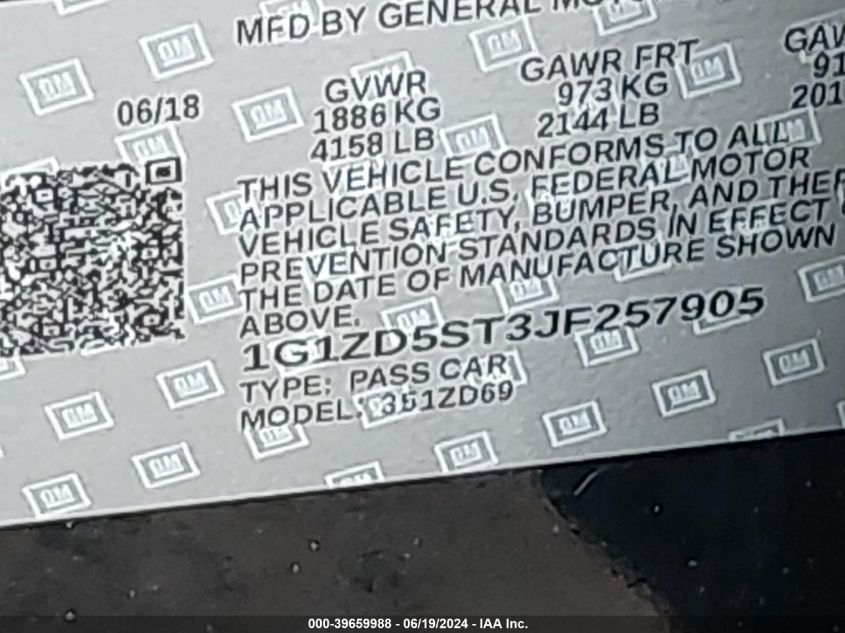 MFD BY GENERAL
06/18
GVWR
1886 KG
4158 LB
GAWR FRT
973 KG
2144 LB
THIS VEHICLE CONFORMS TO ALL
APPLICABLE U.S. FEDERAL MOTOR
VEHICLE SAFETY, BUMPER, AND
PREVENTION STANDARDS IN EFFECT
THE DATE OF MANUFACTURE SHOWN
ABOVE.
1G1ZD5ST3JF257905
TYPE: PASS CAR
MODEL: 351ZD69
000-39659988 - 06/19/2024 - IAA Inc.